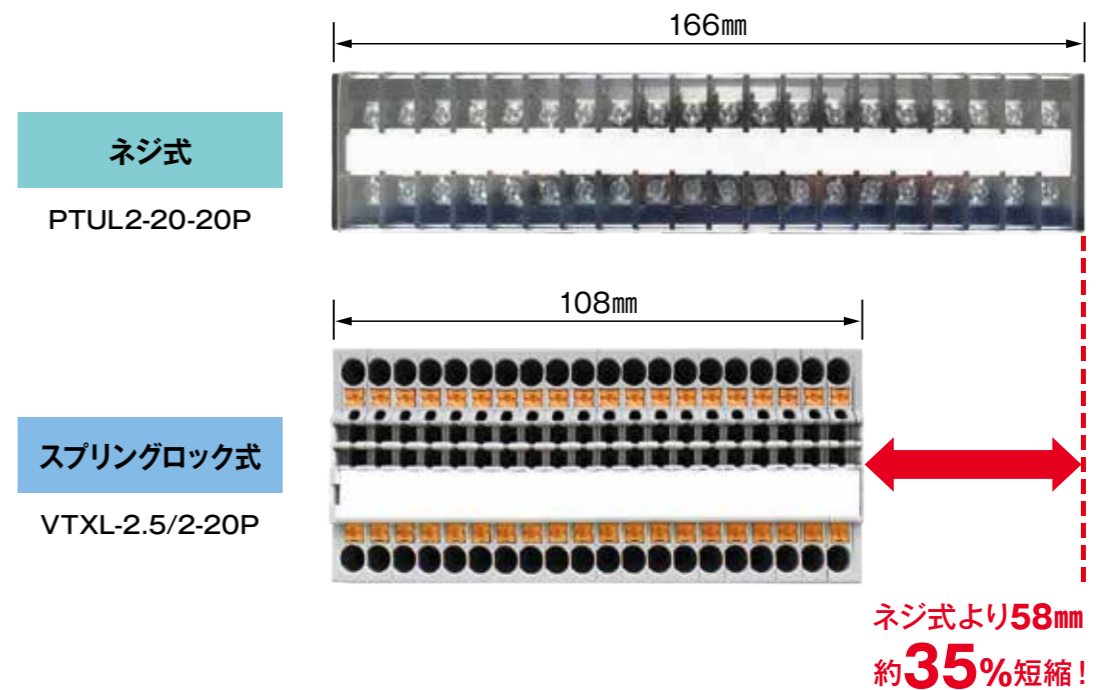 166㎜
ネジ式
PTUL2-20-20P
108㎜
スプリングロック式
VTXL-2.5/2-20P
ネジ式より58㎜
約35%短縮!